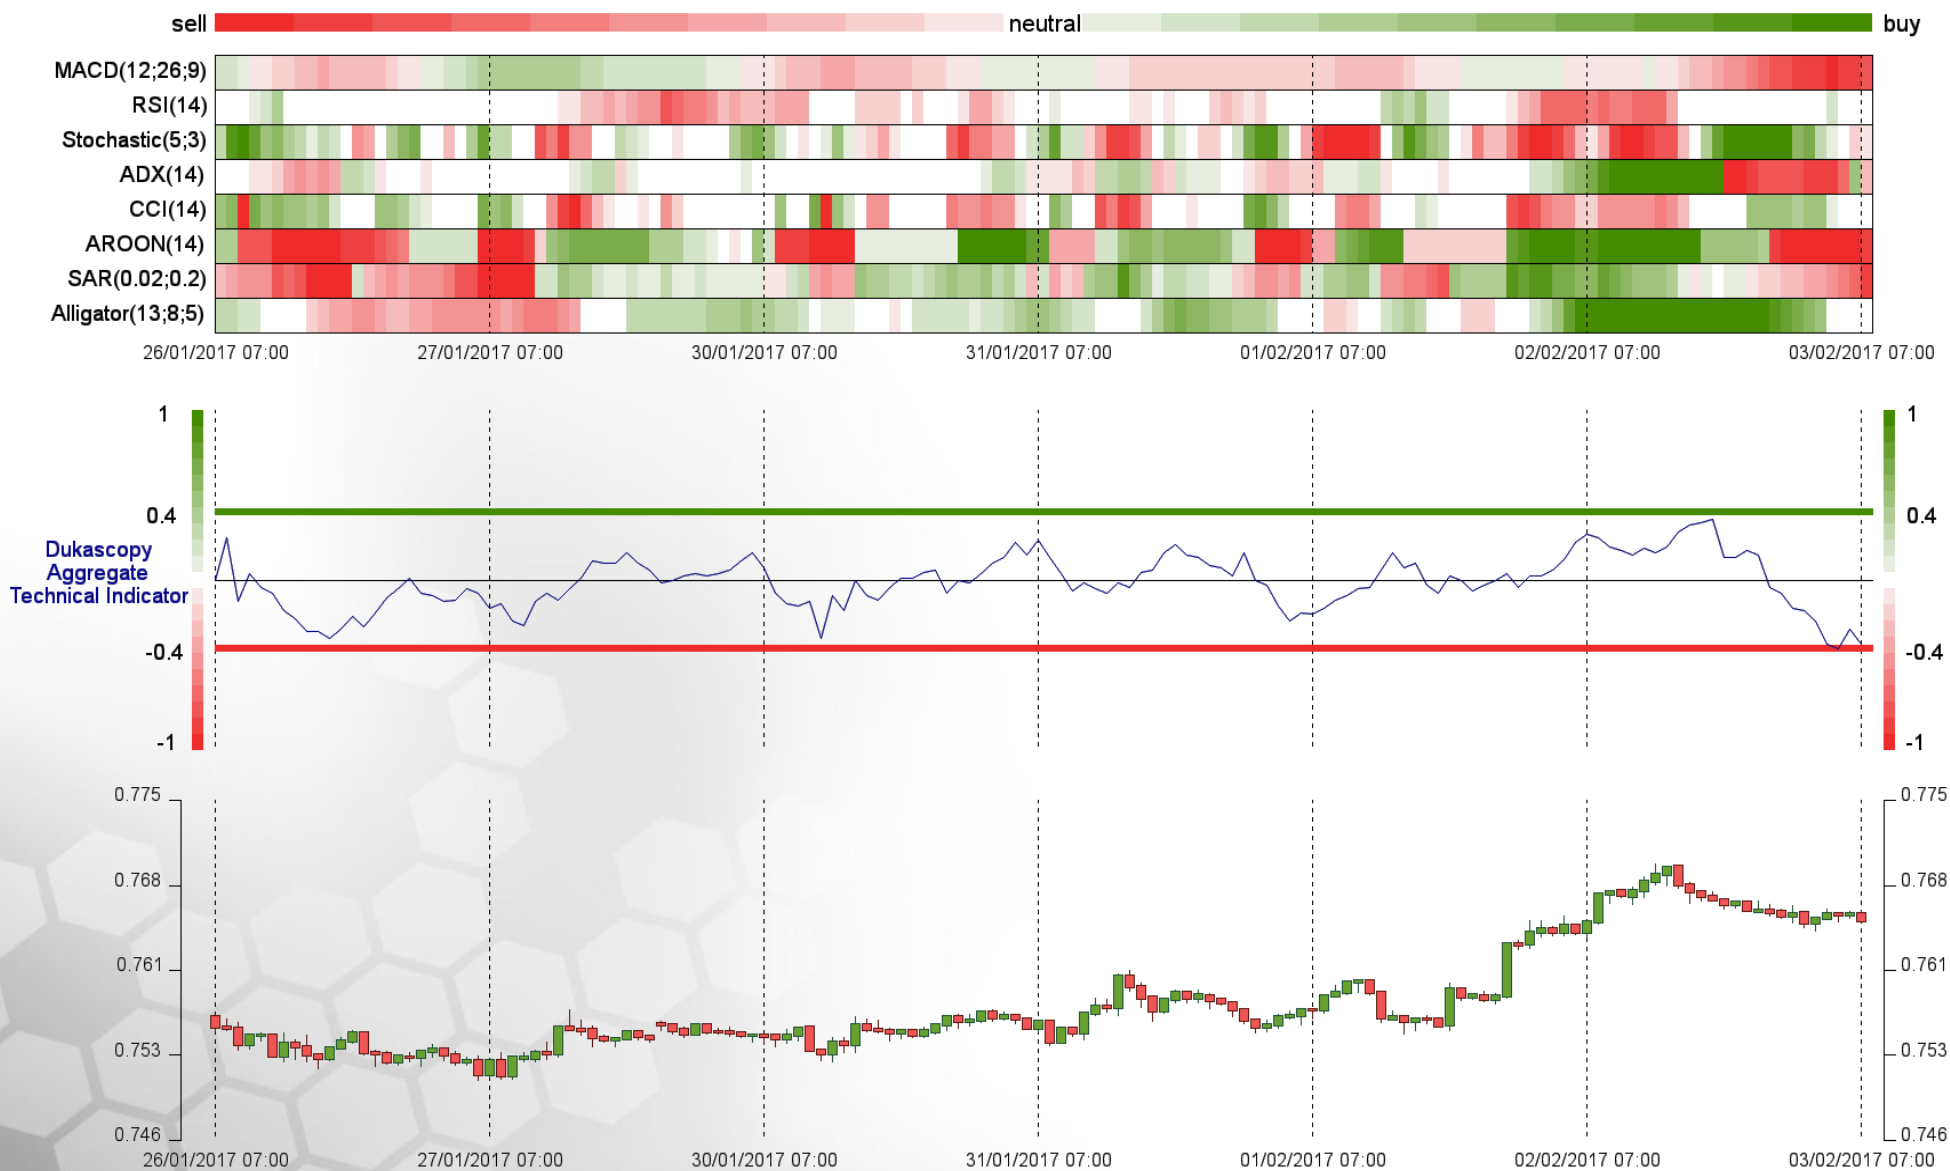 sell neutral buy
MACD(12;26;9)
RSI(14)
Stochastic(5;3)
ADX(14)
CCI(14)
AROON(14)
SAR(0.02;0.2)
Alligator(13;8;5)
26/01/2017 07:00 27/01/2017 07:00 30/01/2017 07:00 31/01/2017 07:00 01/02/2017 07:00 02/02/2017 07:00 03/02/2017 07:00
1 1
0.4 0.4
Dukascopy
Aggregate
Technical Indicator
-0.4 -0.4
-1 -1
0.775 0.775
0.768 0.768
0.761 0.761
0.753 0.753
0.746 0.746
26/01/2017 07:00 27/01/2017 07:00 30/01/2017 07:00 31/01/2017 07:00 01/02/2017 07:00 02/02/2017 07:00 03/02/2017 07:00